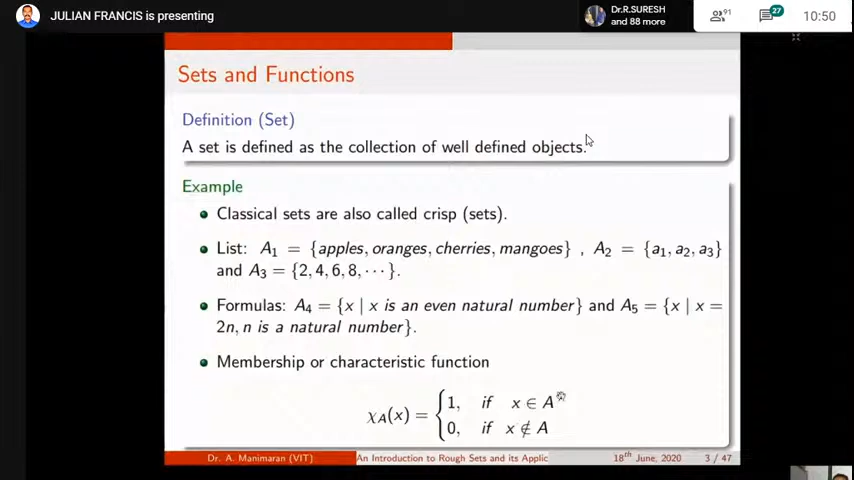 JULIAN FRANCIS is presenting
Dr.R.SURESH
and 88 more
91
27
10:50
Sets and Functions
Definition (Set)
A set is defined as the collection of well defined objects.
Example
Classical sets are also called crisp (sets).
List: A₁ = {apples, oranges, cherries, mangoes} , A₂ = {a₁, a₂, a₃}
and A₃ = {2, 4, 6, 8, ⋯}.
Formulas: A₄ = {x | x is an even natural number} and A₅ = {x | x =
2n, n is a natural number}.
Membership or characteristic function
χ_A(x) = { 1, if x ∈ A
0, if x ∉ A
Dr. A. Manimaran (VIT) An Introduction to Rough Sets and its Applic 18th June, 2020 3 / 47